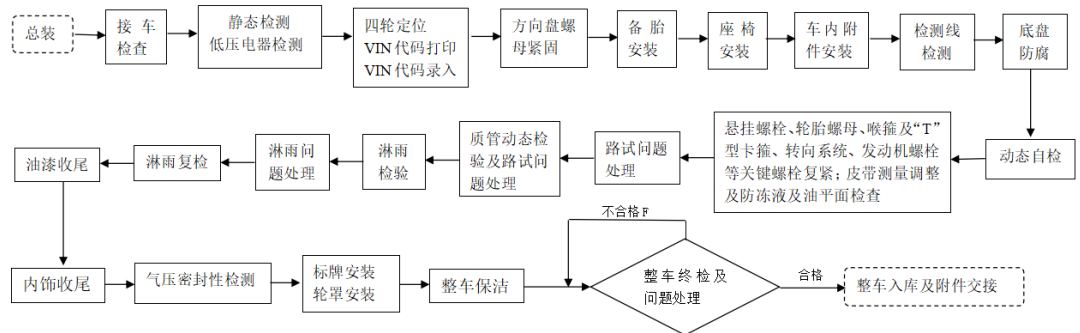 总装
接车
检查
静态检测
低压电器检测
四轮定位
VIN 代码打印
VIN 代码录入
方向盘螺
母紧固
备胎
安装
座椅
安装
车内附
件安装
检测线
检测
底盘
防腐
动态自检
悬挂螺栓、轮胎螺母、喉箍及“T”
型卡箍、转向系统、发动机螺栓
等关键螺栓复紧；皮带测量调整
及防冻液及油平面检查
路试问题
处理
质管动态检
验及路试问
题处理
淋雨
检验
淋雨问
题处理
淋雨复检
油漆收尾
内饰收尾
气压密封性检测
标牌安装
轮罩安装
整车保洁
不合格 F
整车终检及
问题处理
合格
整车入库及附件交接